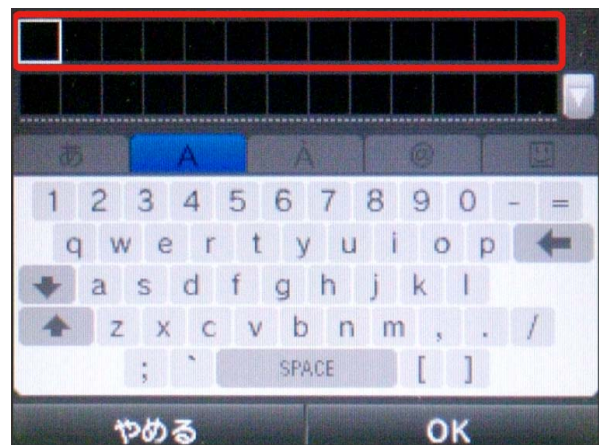 あ A À @
1 2 3 4 5 6 7 8 9 0 - =
q w e r t y u i o p
a s d f g h j k l
z x c v b n m , . /
; ` SPACE [ ]
やめる OK